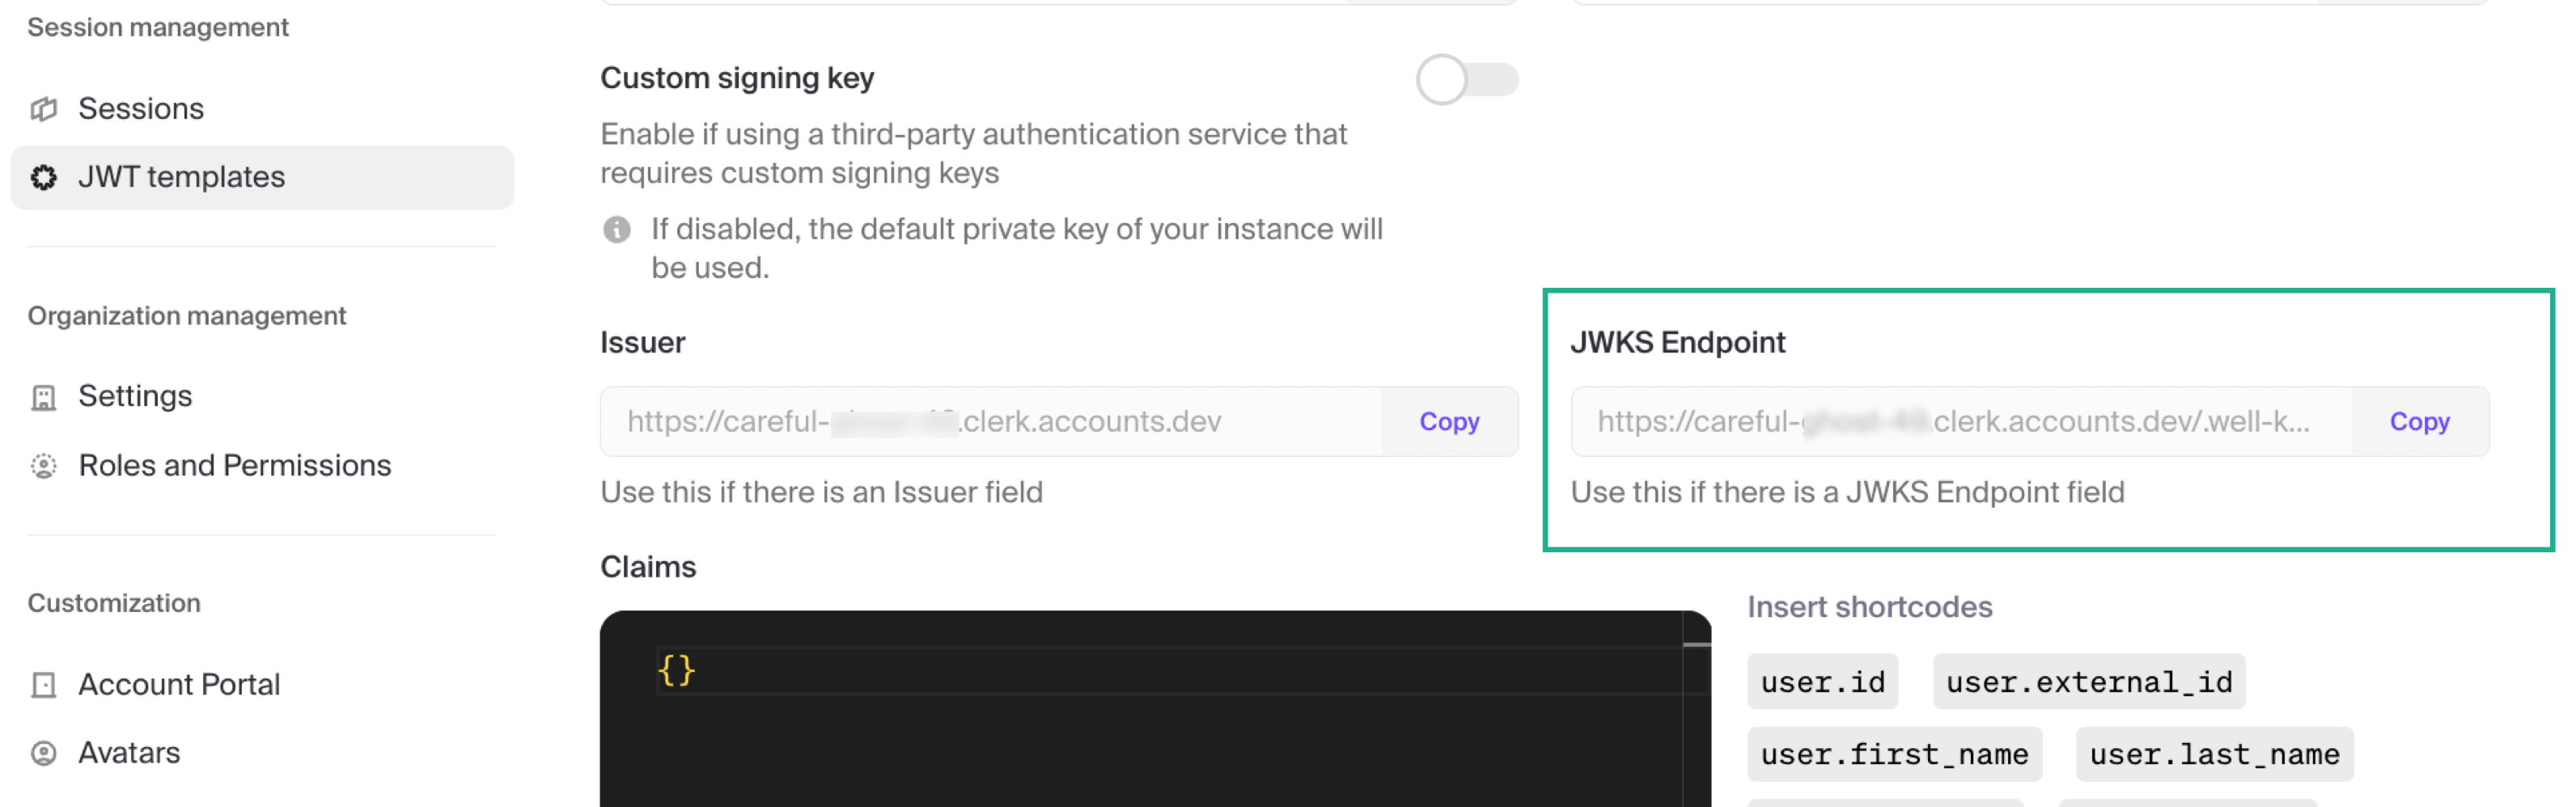 Session management
Sessions
JWT templates
Organization management
Settings
Roles and Permissions
Customization
Account Portal
Avatars
Custom signing key
Enable if using a third-party authentication service that
requires custom signing keys
If disabled, the default private key of your instance will
be used.
Issuer
https://careful- .clerk.accounts.dev
Copy
Use this if there is an Issuer field
JWKS Endpoint
https://careful- .clerk.accounts.dev/.well-k...
Copy
Use this if there is a JWKS Endpoint field
Claims
{}
Insert shortcodes
user.id user.external_id
user.first_name user.last_name